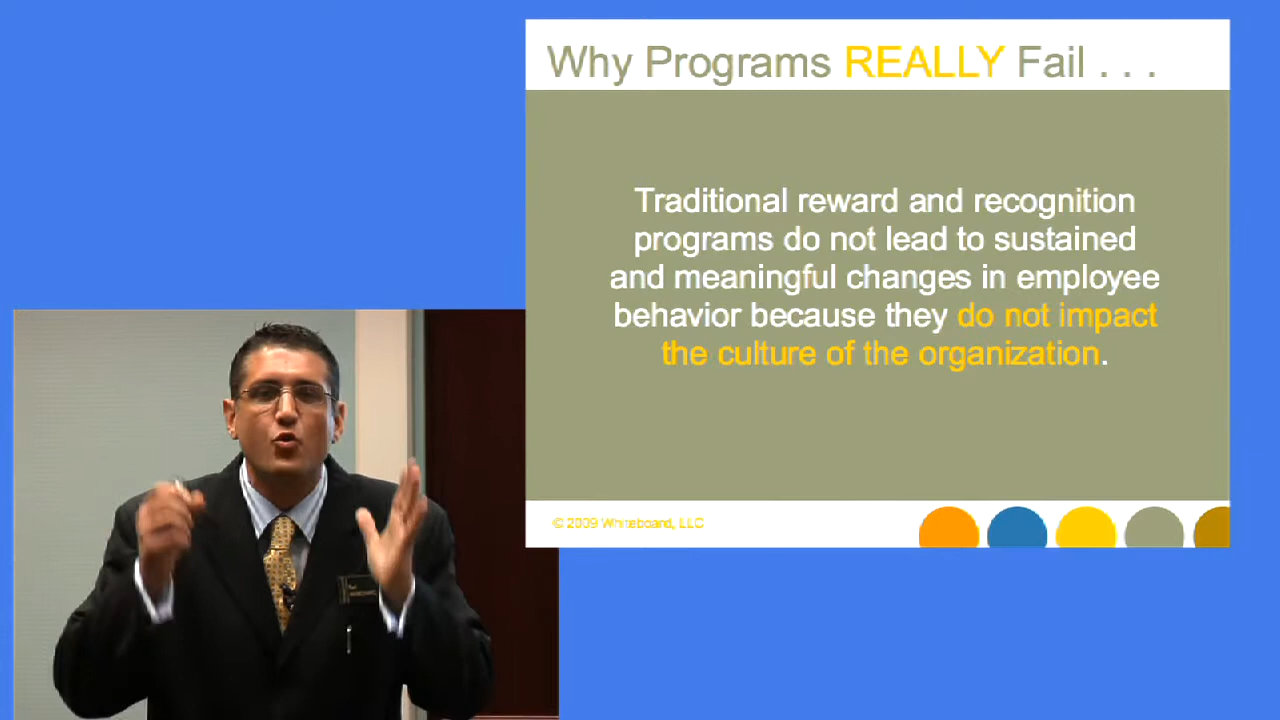 Why Programs REALLY Fail . . .
Traditional reward and recognition
programs do not lead to sustained
and meaningful changes in employee
behavior because they do not impact
the culture of the organization.
© 2009 Whiteboard, LLC